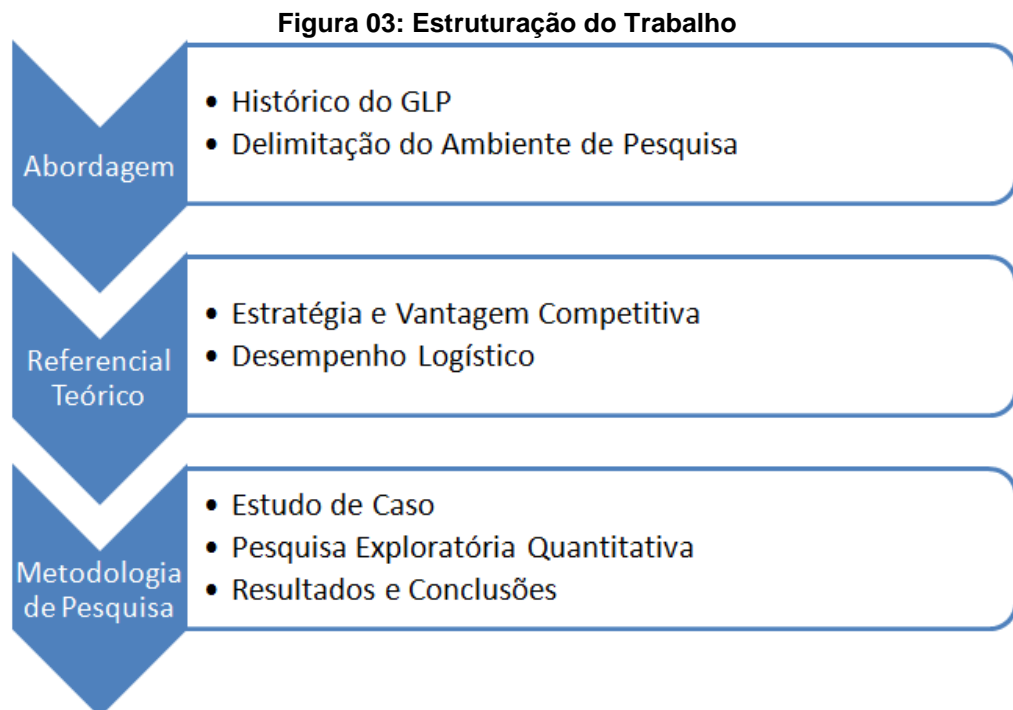 Figura 03: Estruturação do Trabalho
Abordagem
• Histórico do GLP
• Delimitação do Ambiente de Pesquisa
Referencial
Teórico
• Estratégia e Vantagem Competitiva
• Desempenho Logístico
Metodologia
de Pesquisa
• Estudo de Caso
• Pesquisa Exploratória Quantitativa
• Resultados e Conclusões